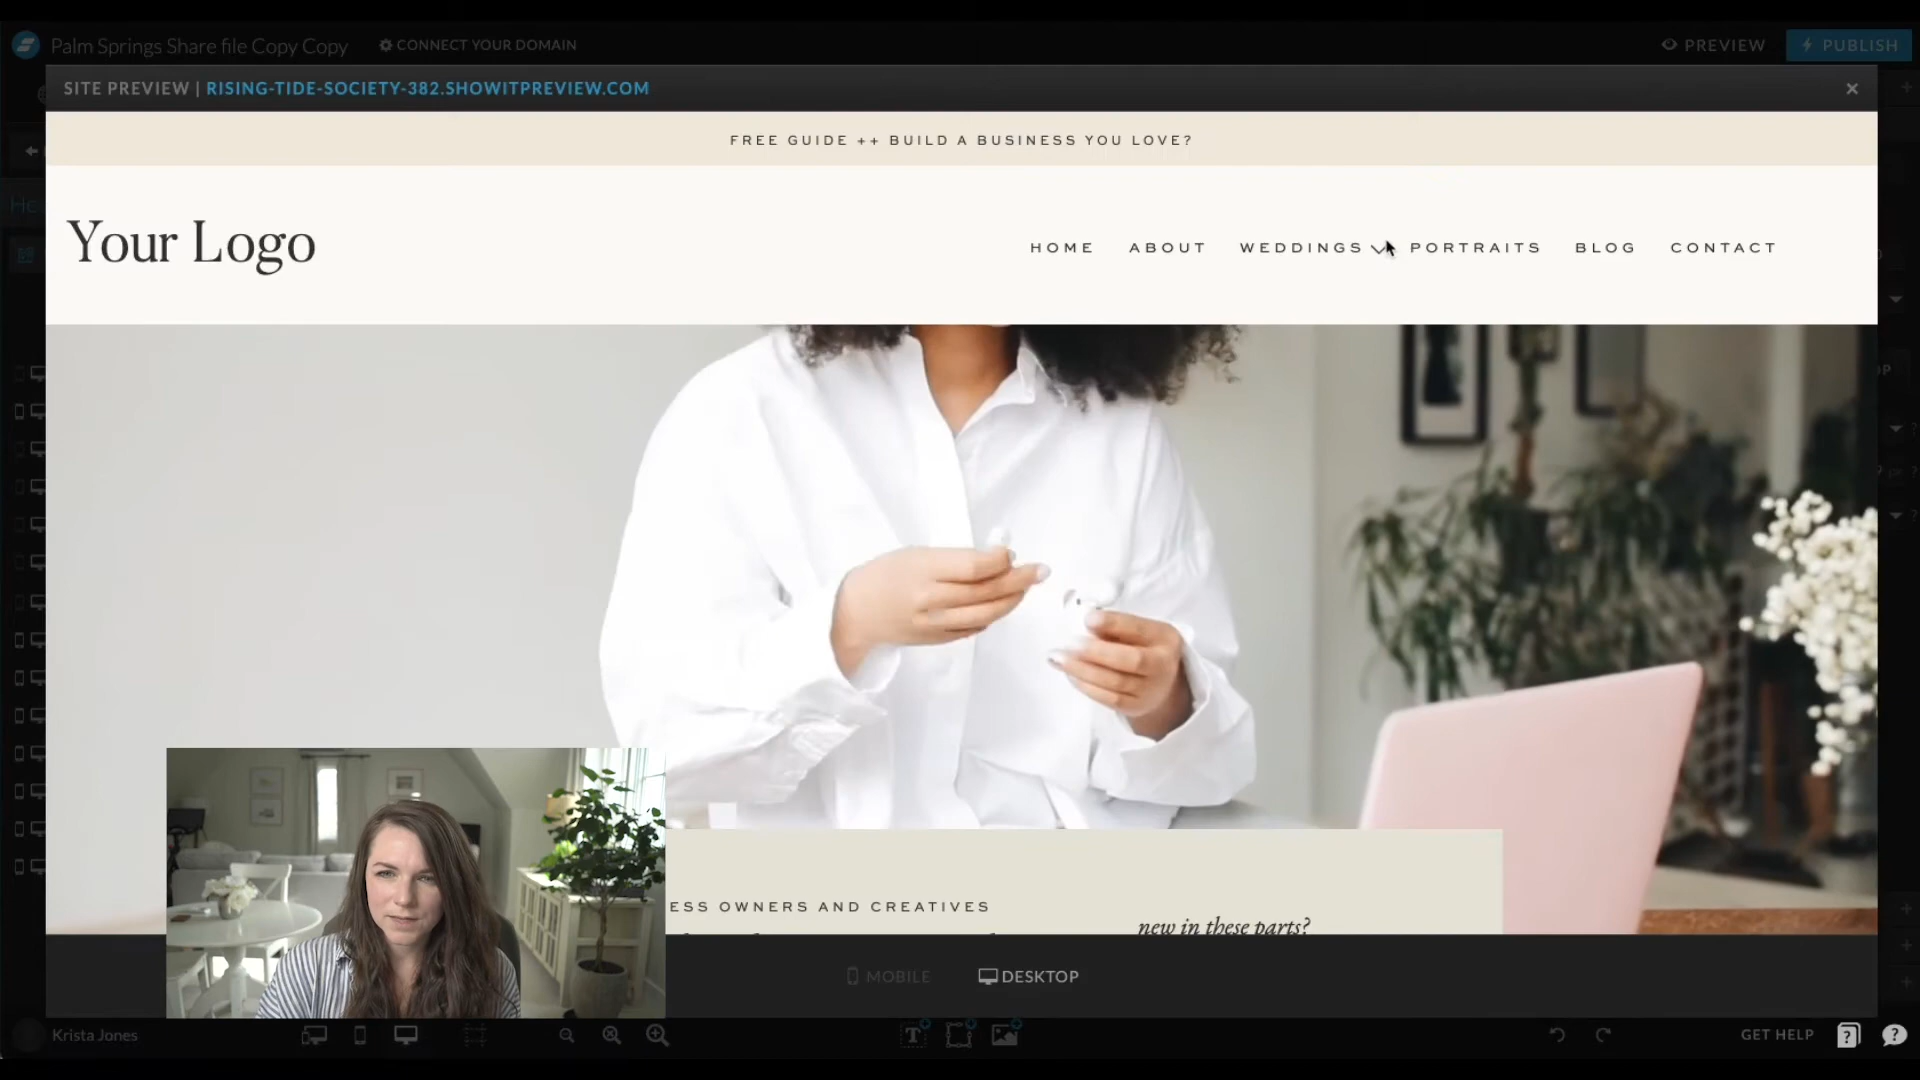 Palm Springs Share file Copy Copy
CONNECT YOUR DOMAIN
PREVIEW
PUBLISH
SITE PREVIEW | RISING-TIDE-SOCIETY-382.SHOWITPREVIEW.COM
FREE GUIDE ++ BUILD A BUSINESS YOU LOVE?
Your Logo
HOME
ABOUT
WEDDINGS
PORTRAITS
BLOG
CONTACT
ESS OWNERS AND CREATIVES
new in these parts?
MOBILE
DESKTOP
Krista Jones
GET HELP